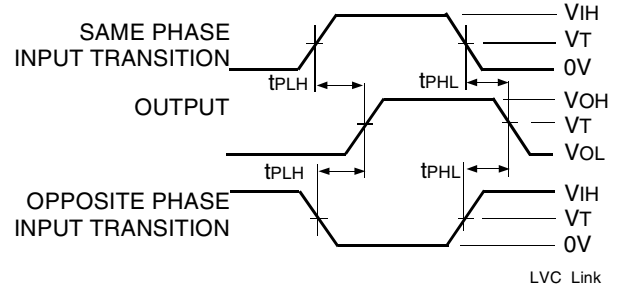 SAME PHASE
INPUT TRANSITION
VIH
VT
0V
tPLH
tPHL
OUTPUT
VOH
VT
VOL
tPLH
tPHL
OPPOSITE PHASE
INPUT TRANSITION
VIH
VT
0V
LVC Link